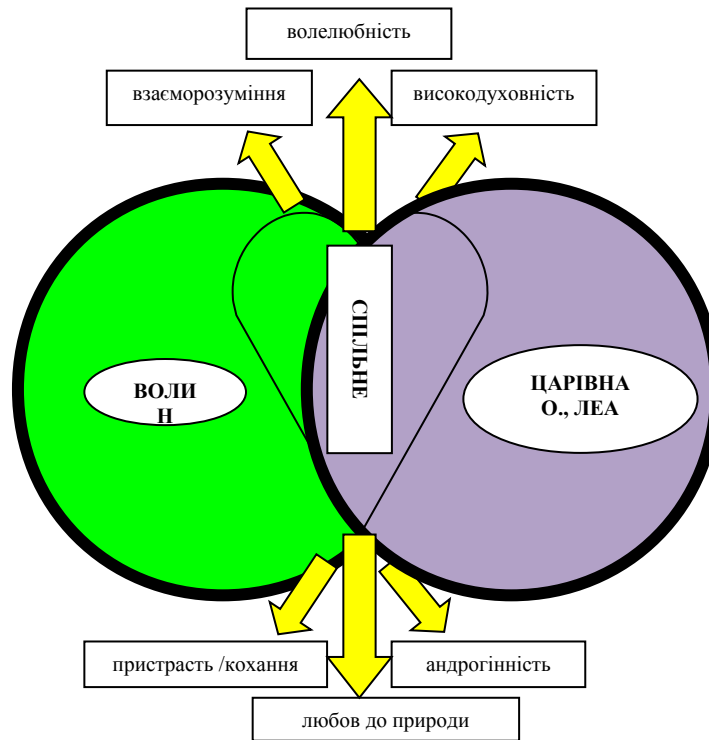 волелюбність
взаєморозуміння
високодуховність
СПІЛЬНЕ
ВОЛИ
Н
ЦАРІВНА
О., ЛЕА
пристрасть /кохання
андрогінність
любов до природи